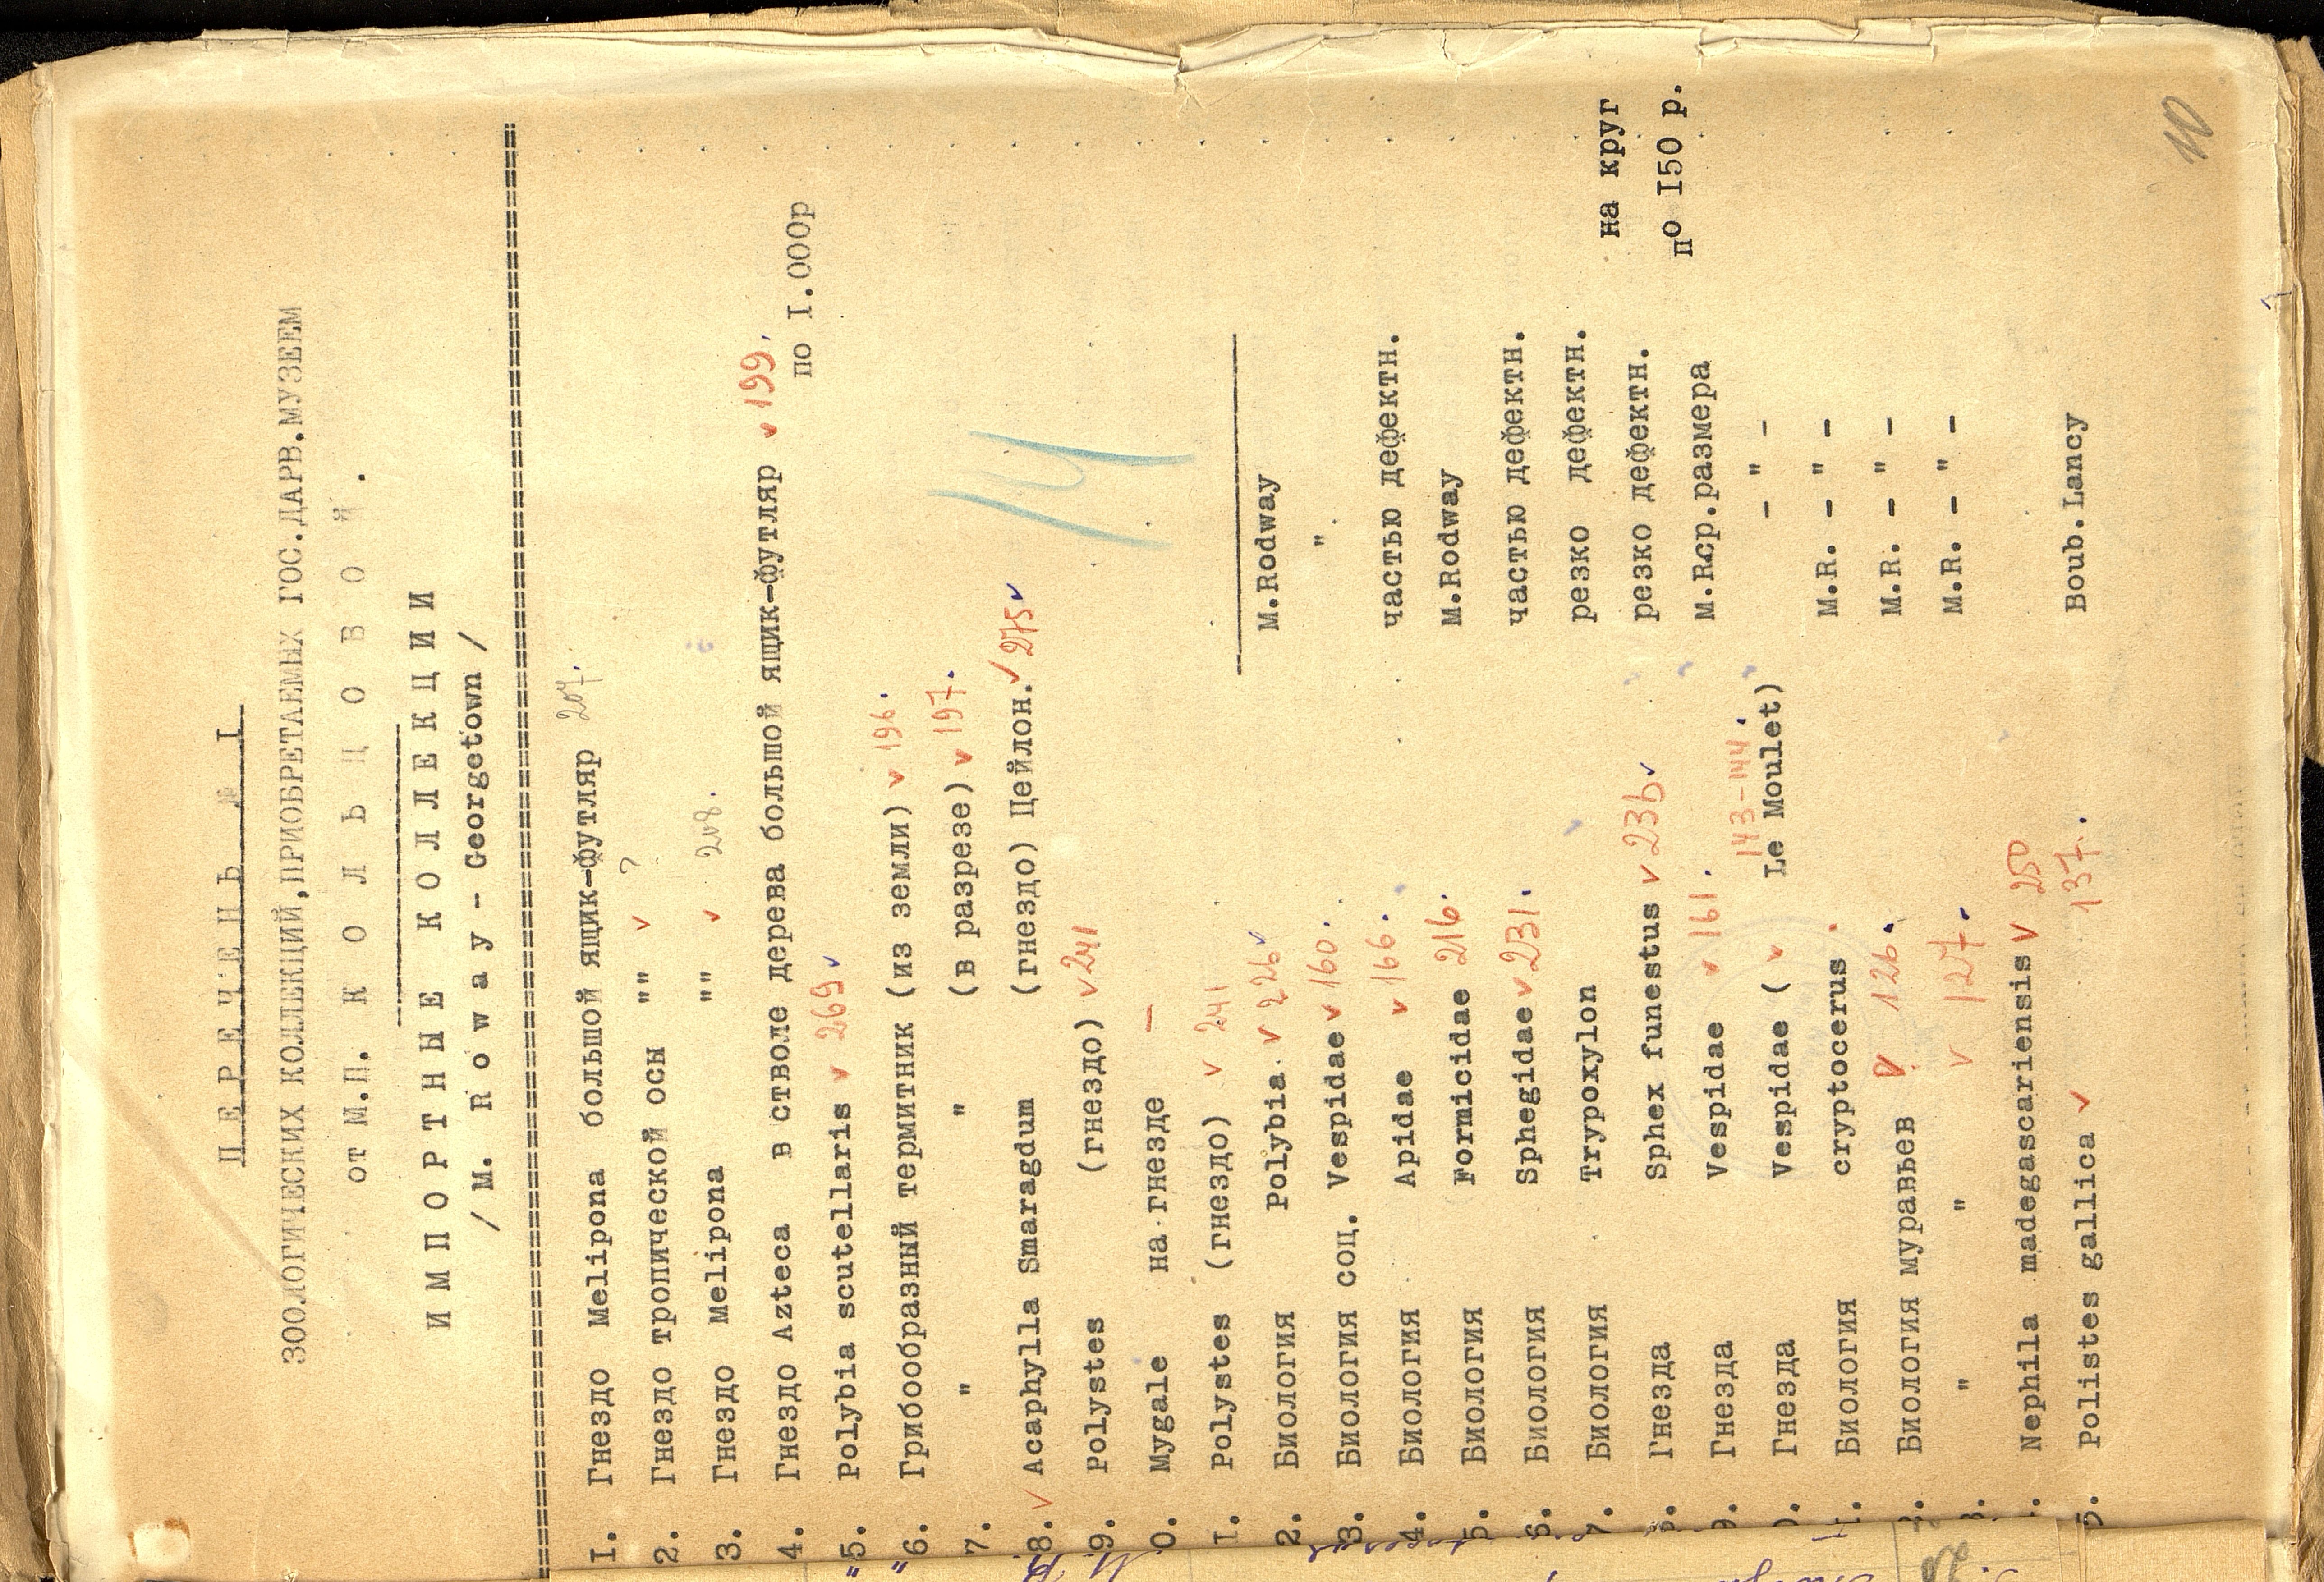 ПЕРЕЧЕНЬ № I
ЗООЛОГИЧЕСКИХ КОЛЛЕКЦИЙ,ПРИОБРЕТАЕМЫХ ГОС.ДАРВ.МУЗЕЕМ
от М.П. К О Л Ь Ц О В О Й .
И М П О Р Т Н Ы Е К О Л Л Е К Ц И И
/ M. R o w a y - Georgetown /
I. Гнездо Melipona большой ящик-футляр 207.
2. Гнездо тропической осы "" v ?
3. Гнездо Melipona "" v 208.
4. Гнездо Azteca в стволе дерева большой ящик-футляр v 199.
по I.000р
"5. Polybia scutellaris v 269 v
"6. Грибообразный термитник (из земли) v 196.
7. " " (в разрезе) v 197.
8. v Acaphylla Smaragdum (гнездо) Цейлон. v 275 v
9. Polystes (гнездо) v 241
0. Mygale на гнезде —
14
I. Polystes (гнездо) v 241
2. Биология Polybia v 226 v M.Rodway
3. Биология соц. Vespidae v 160. "
4. Биология Apidae v 166. частью дефектн.
5. Биология Formicidae 216. M.Rodway
6. Биология Sphegidae v 231. частью дефектн.
7. Биология Trypoxylon резко дефектн.
на круг
8. Гнезда Sphex funestus v 236 v резко дефектн.
по I50 р.
9. Гнезда Vespidae v 161. M.Rср.размера
143-144.
0. Гнезда Vespidae ( v Le Moulet) - " -
Биология cryptocerus M.R. - " -
Биология муравьев v 126. M.R. - " -
" " v 127. M.R. - " -
Nephila madegascariensis v 250
5. Polistes gallica v 137. Boub.Lancy
10